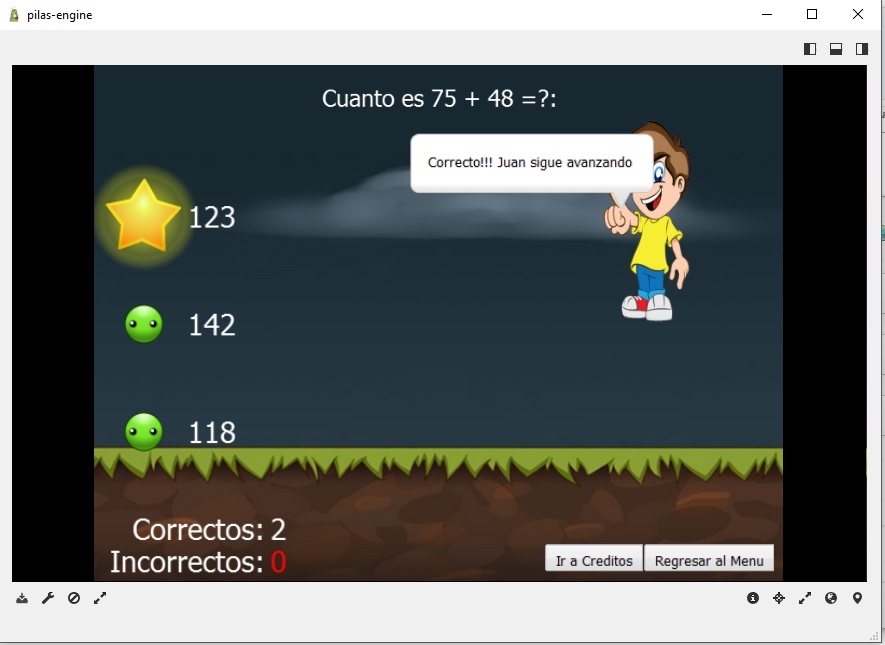 pilas-engine
Cuanto es 75 + 48 =?:
Correcto!!! Juan sigue avanzando
123
142
118
Correctos: 2
Incorrectos: 0
Ir a Creditos
Regresar al Menu